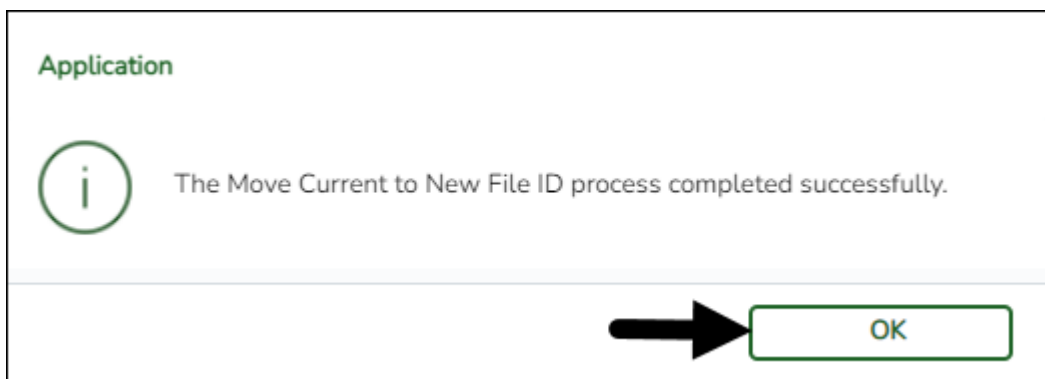 Application
The Move Current to New File ID process completed successfully.
OK